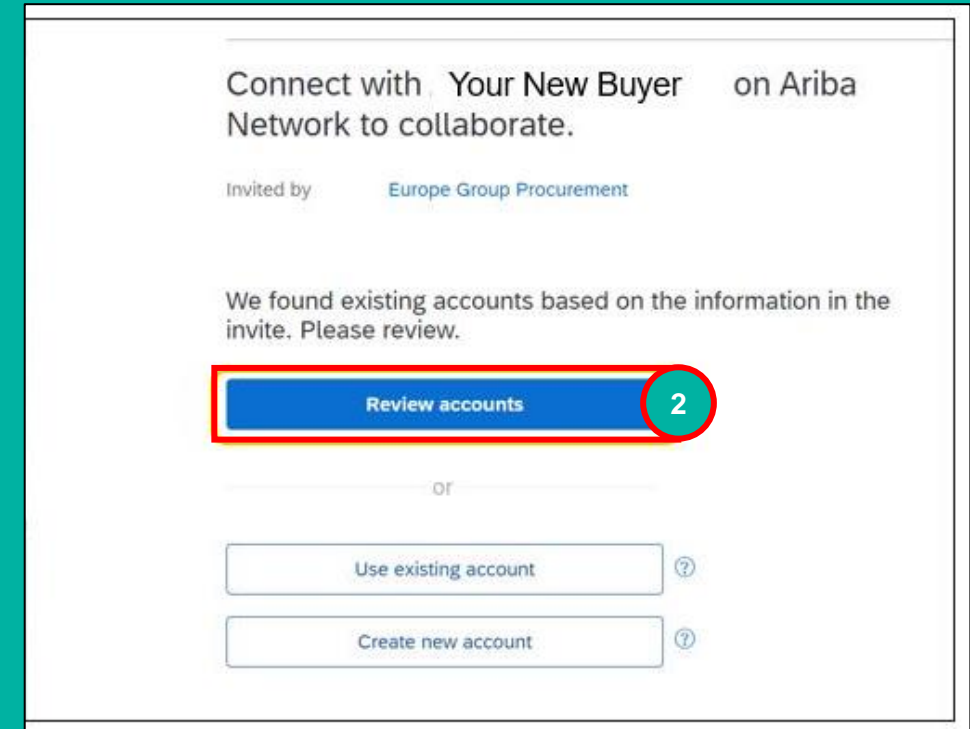 Connect with Your New Buyer on Ariba
Network to collaborate.
Invited by Europe Group Procurement
We found existing accounts based on the information in the
invite. Please review.
Review accounts 2
or
Use existing account ?
Create new account ?